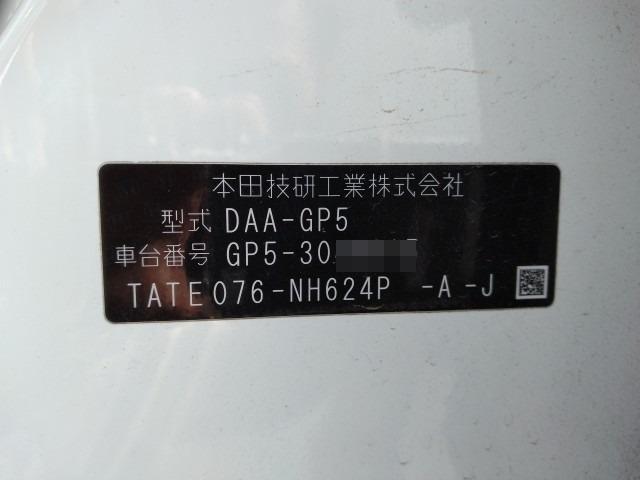 本田技研工業株式会社
型式 DAA-GP5
車台番号 GP5-30
TATE076-NH624P -A-J